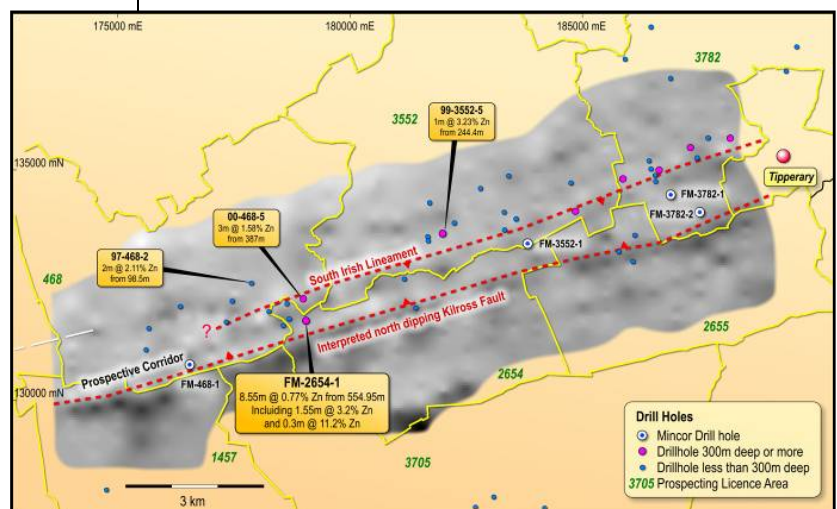 175000 mE
180000 mE
185000 mE
3782
99-3552-5
1m @ 3.23% Zn
from 244.4m
3552
135000 mN
Tipperary
FM-3782-1
00-468-5
3m @ 1.58% Zn
from 387m
FM-3782-2
97-468-2
2m @ 2.11% Zn
from 98.5m
FM-3552-1
South Irish Lineament
468
?
Interpreted north dipping Kilross Fault
2655
Prospective Corridor
FM-468-1
FM-2654-1
8.55m @ 0.77% Zn from 554.95m
Including 1.55m @ 3.2% Zn
and 0.3m @ 11.2% Zn
2654
130000 mN
1457
3705
3 km
Drill Holes
Mincor Drill hole
Drillhole 300m deep or more
Drillhole less than 300m deep
3705 Prospecting Licence Area